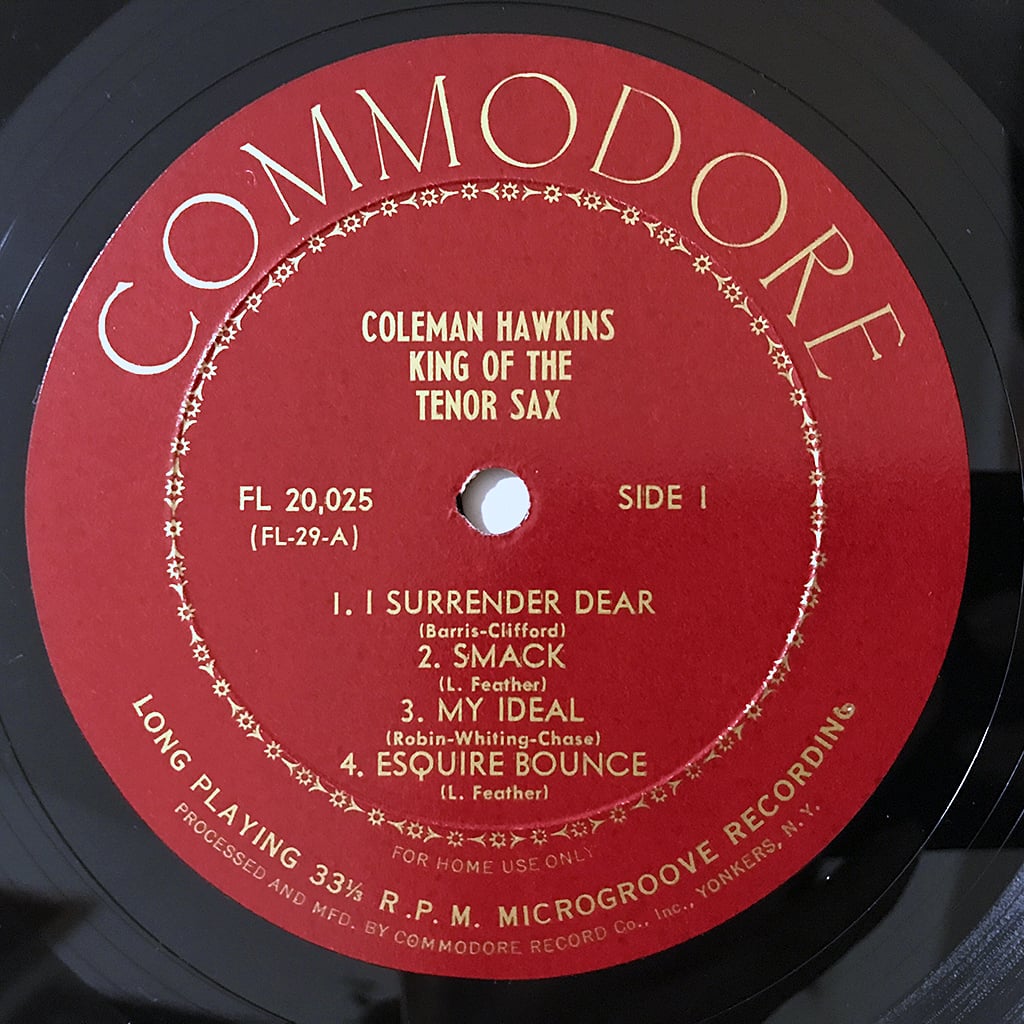 COMMODORE
COLEMAN HAWKINS
KING OF THE
TENOR SAX
FL 20,025
(FL-29-A)
SIDE 1
1. I SURRENDER DEAR
(Barris-Clifford)
2. SMACK
(L. Feather)
3. MY IDEAL
(Robin-Whiting-Chase)
4. ESQUIRE BOUNCE
(L. Feather)
FOR HOME USE ONLY
LONG PLAYING 33⅓ R.P.M. MICROGROOVE RECORDING
PROCESSED AND MFD. BY COMMODORE RECORD Co., Inc., YONKERS, N.Y.